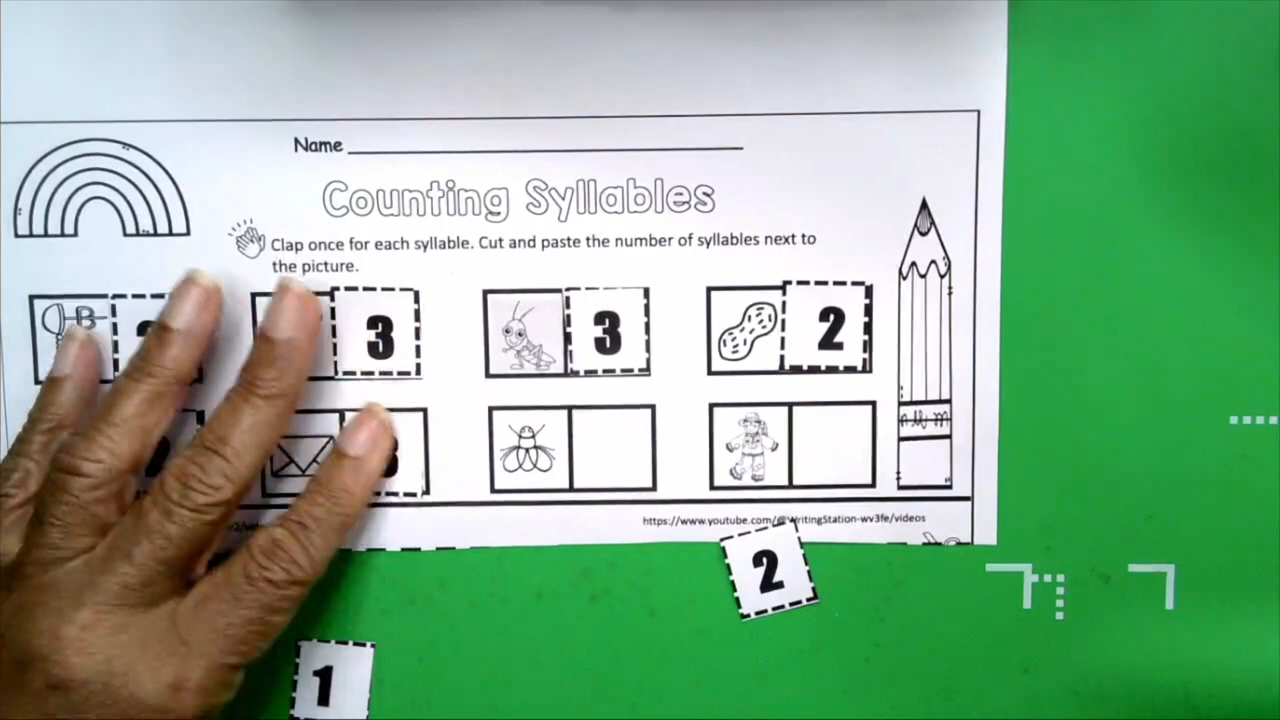 Name
Counting Syllables
Clap once for each syllable. Cut and paste the number of syllables next to
the picture.
B
3
3
2
https://www.youtube.com/@WritingStation-wv3fe/videos
2
1